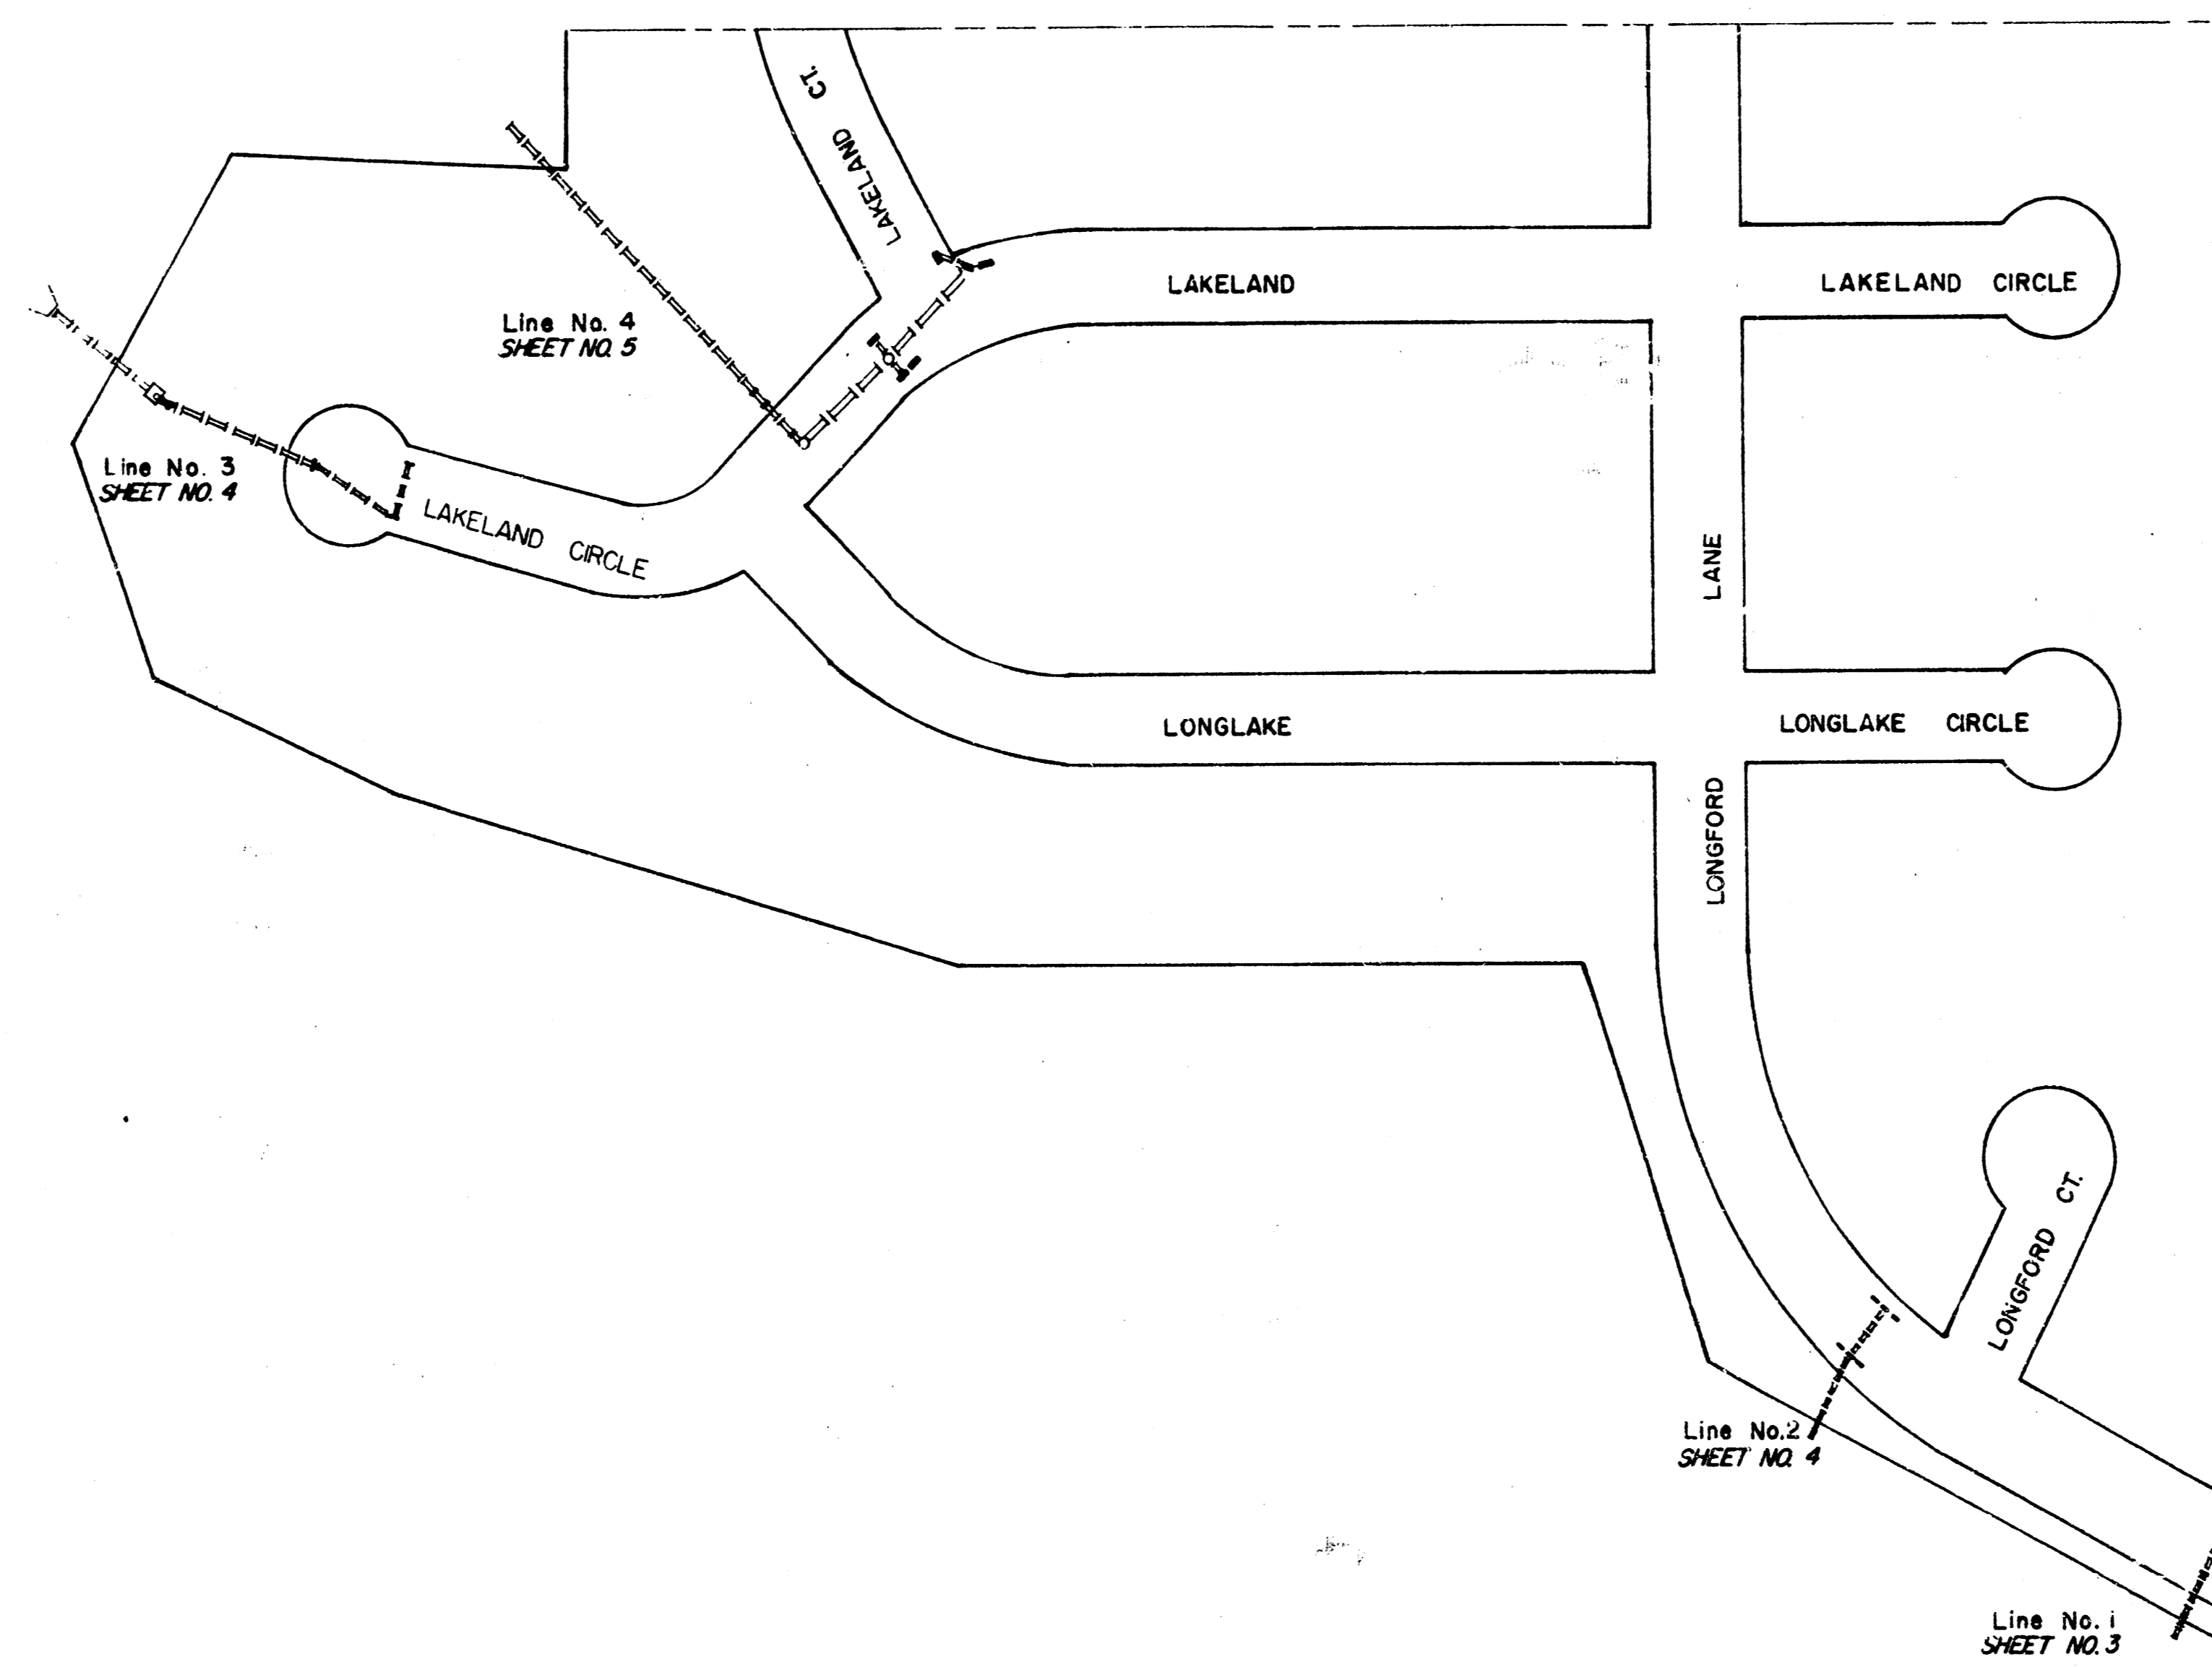 LAKELAND CT.
LAKELAND
LAKELAND CIRCLE
Line No. 4
SHEET NO. 5
Line No. 3
SHEET NO. 4
LAKELAND CIRCLE
LANE
LONGLAKE
LONGLAKE CIRCLE
LONGFORD
LONGFORD CT.
Line No.2
SHEET NO. 4
Line No. 1
SHEET NO. 3